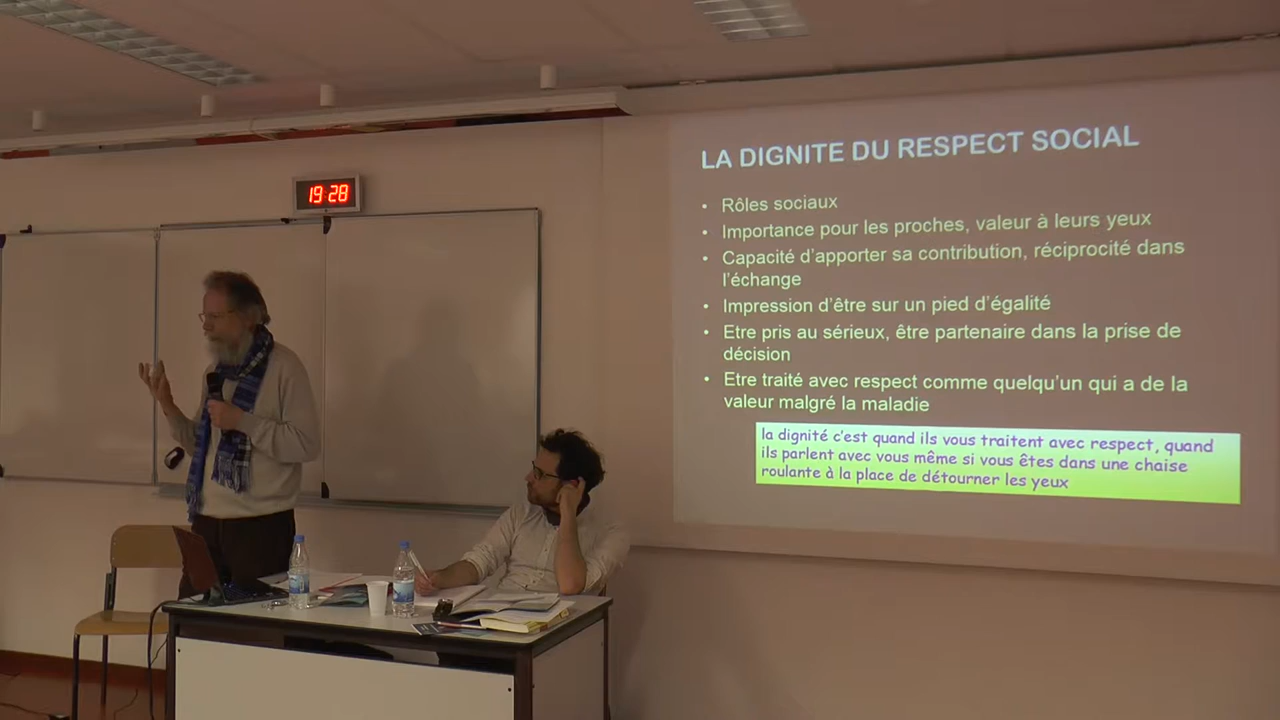 19:28
LA DIGNITE DU RESPECT SOCIAL
• Rôles sociaux
• Importance pour les proches, valeur à leurs yeux
• Capacité d'apporter sa contribution, réciprocité dans
l'échange
• Impression d'être sur un pied d'égalité
• Etre pris au sérieux, être partenaire dans la prise de
décision
• Etre traité avec respect comme quelqu'un qui a de la
valeur malgré la maladie
la dignité c'est quand ils vous traitent avec respect, quand
ils parlent avec vous même si vous êtes dans une chaise
roulante à la place de détourner les yeux